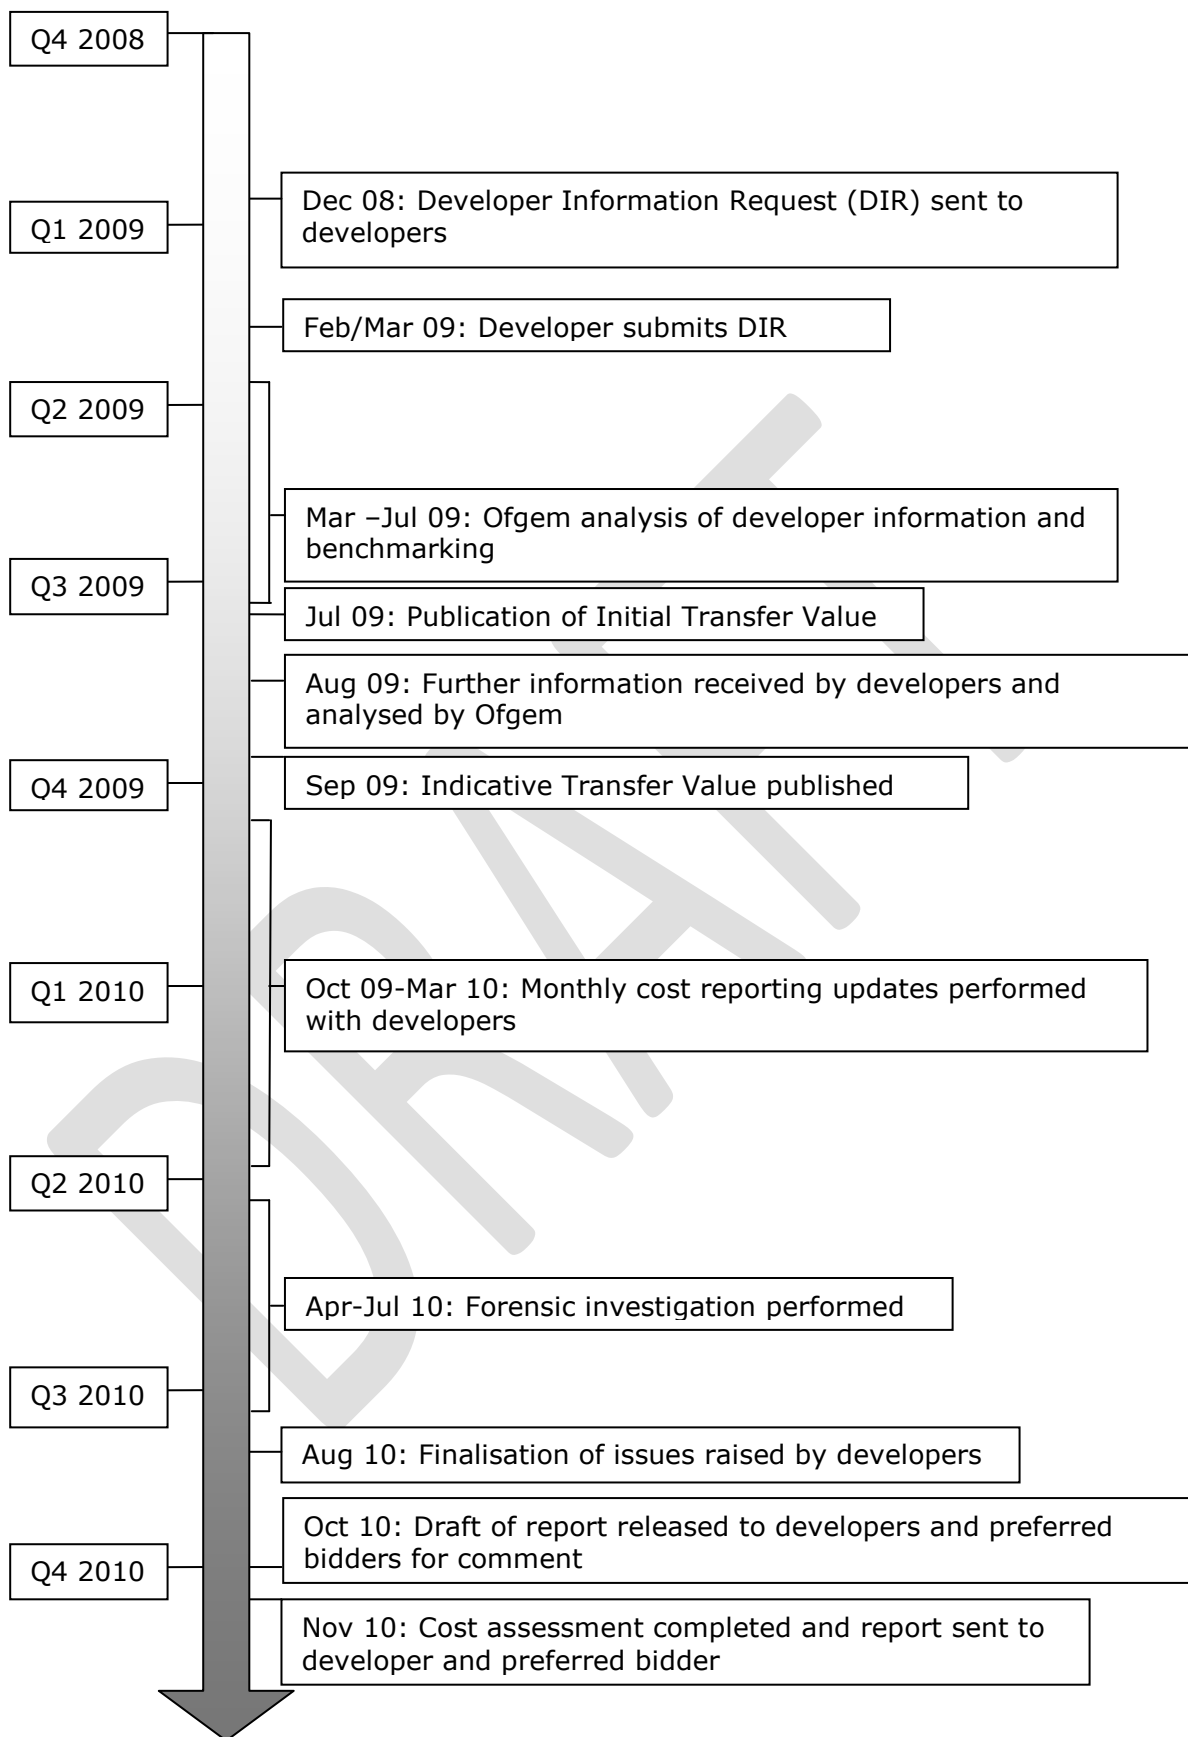 Q4 2008
Dec 08: Developer Information Request (DIR) sent to
developers
Q1 2009
Feb/Mar 09: Developer submits DIR
Q2 2009
Mar –Jul 09: Ofgem analysis of developer information and
benchmarking
Q3 2009
Jul 09: Publication of Initial Transfer Value
Aug 09: Further information received by developers and
analysed by Ofgem
Q4 2009
Sep 09: Indicative Transfer Value published
Q1 2010
Oct 09-Mar 10: Monthly cost reporting updates performed
with developers
Q2 2010
Apr-Jul 10: Forensic investigation performed
Q3 2010
Aug 10: Finalisation of issues raised by developers
Oct 10: Draft of report released to developers and preferred
bidders for comment
Q4 2010
Nov 10: Cost assessment completed and report sent to
developer and preferred bidder
DRAFT